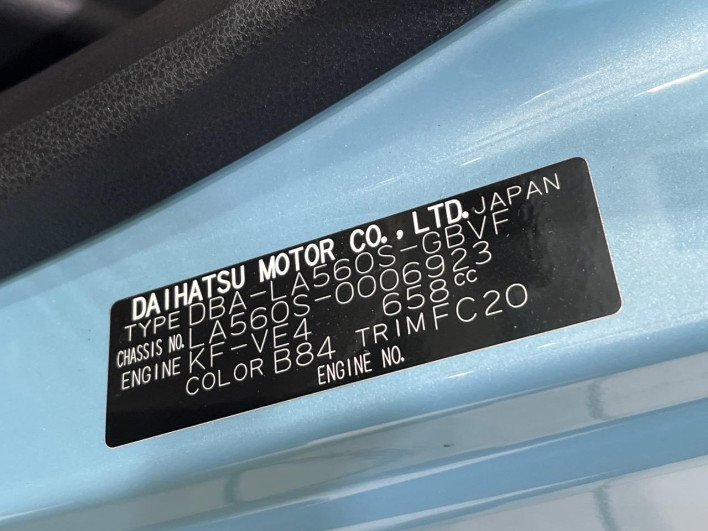 DAIHATSU MOTOR CO., LTD. JAPAN
TYPE DBA-LA560S-GBVF
CHASSIS NO. LA560S-0006923
ENGINE KF-VE4 658cc
COLOR B84 TRIM FC20
ENGINE NO.